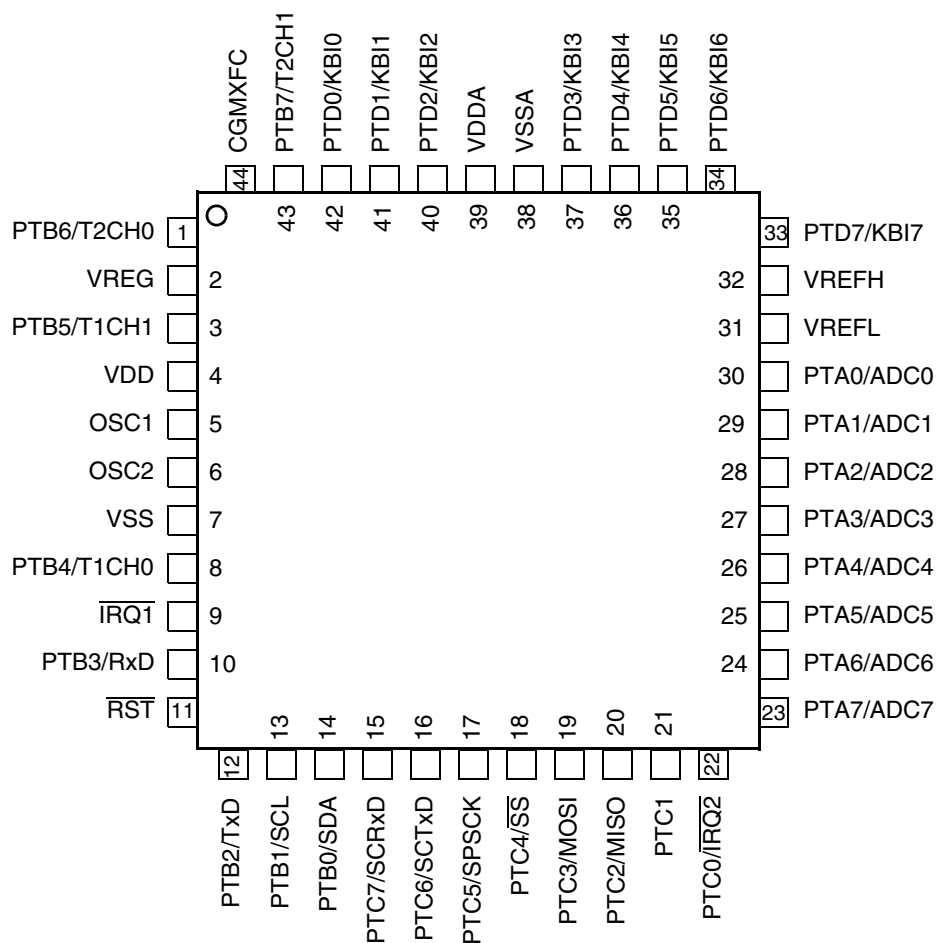 CGMXFC
PTB7/T2CH1
PTD0/KBI0
PTD1/KBI1
PTD2/KBI2
VDDA
VSSA
PTD3/KBI3
PTD4/KBI4
PTD5/KBI5
PTD6/KBI6
44
43
42
41
40
39
38
37
36
35
34
PTB6/T2CH0 1
VREG 2
PTB5/T1CH1 3
VDD 4
OSC1 5
OSC2 6
VSS 7
PTB4/T1CH0 8
I̅R̅Q̅1̅ 9
PTB3/RxD 10
R̅S̅T̅ 11
33 PTD7/KBI7
32 VREFH
31 VREFL
30 PTA0/ADC0
29 PTA1/ADC1
28 PTA2/ADC2
27 PTA3/ADC3
26 PTA4/ADC4
25 PTA5/ADC5
24 PTA6/ADC6
23 PTA7/ADC7
12
13
14
15
16
17
18
19
20
21
22
PTB2/TxD
PTB1/SCL
PTB0/SDA
PTC7/SCRxD
PTC6/SCTxD
PTC5/SPSCK
PTC4/S̅S̅
PTC3/MOSI
PTC2/MISO
PTC1
PTC0/I̅R̅Q̅2̅